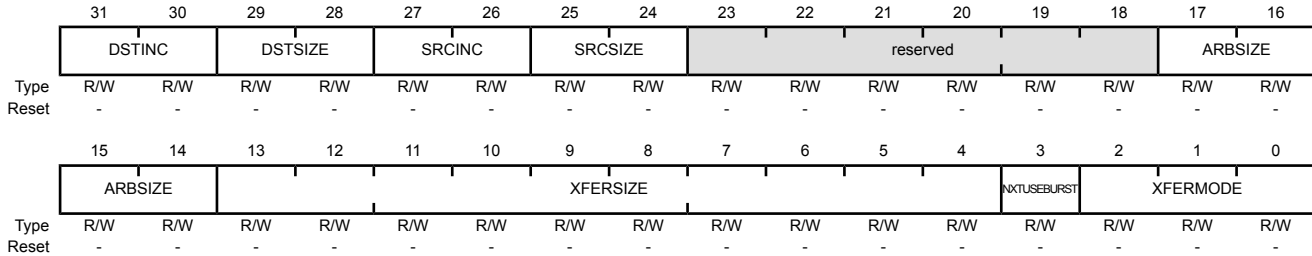 31 30 29 28 27 26 25 24 23 22 21 20 19 18 17 16
DSTINC DSTSIZE SRCINC SRCSIZE reserved ARBSIZE
Type R/W R/W R/W R/W R/W R/W R/W R/W R/W R/W R/W R/W R/W R/W R/W R/W
Reset - - - - - - - - - - - - - - - -
15 14 13 12 11 10 9 8 7 6 5 4 3 2 1 0
ARBSIZE XFERSIZE NXTUSEBURST XFERMODE
Type R/W R/W R/W R/W R/W R/W R/W R/W R/W R/W R/W R/W R/W R/W R/W R/W
Reset - - - - - - - - - - - - - - - -